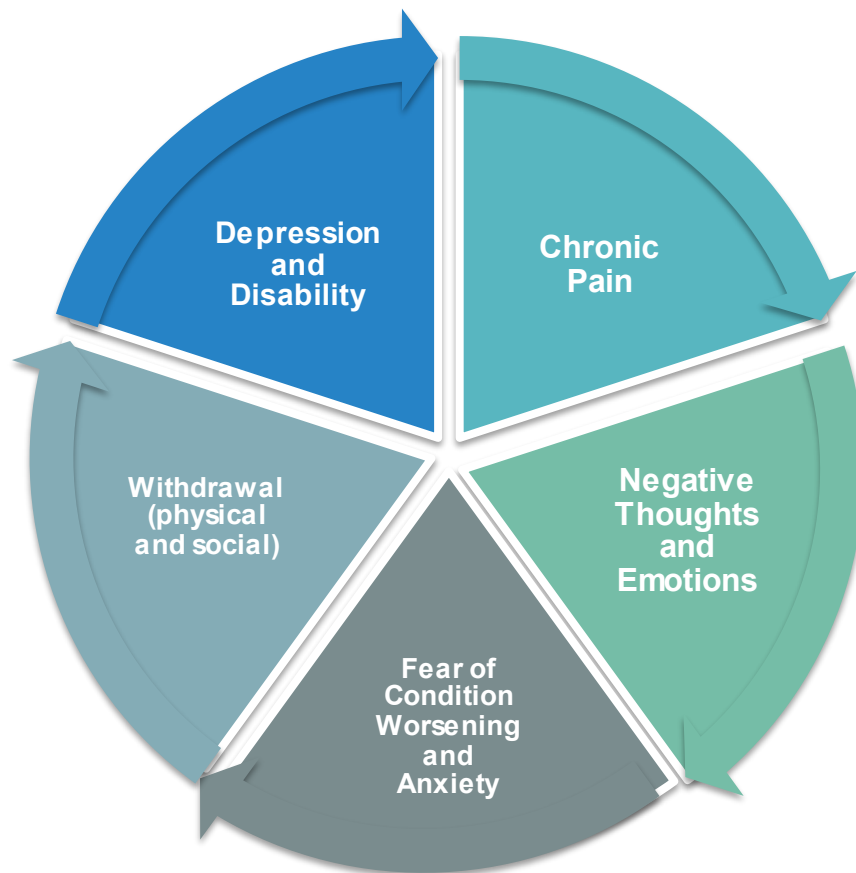 Chronic
Pain
Negative
Thoughts
and
Emotions
Fear of
Condition
Worsening
and
Anxiety
Withdrawal
(physical
and social)
Depression
and
Disability